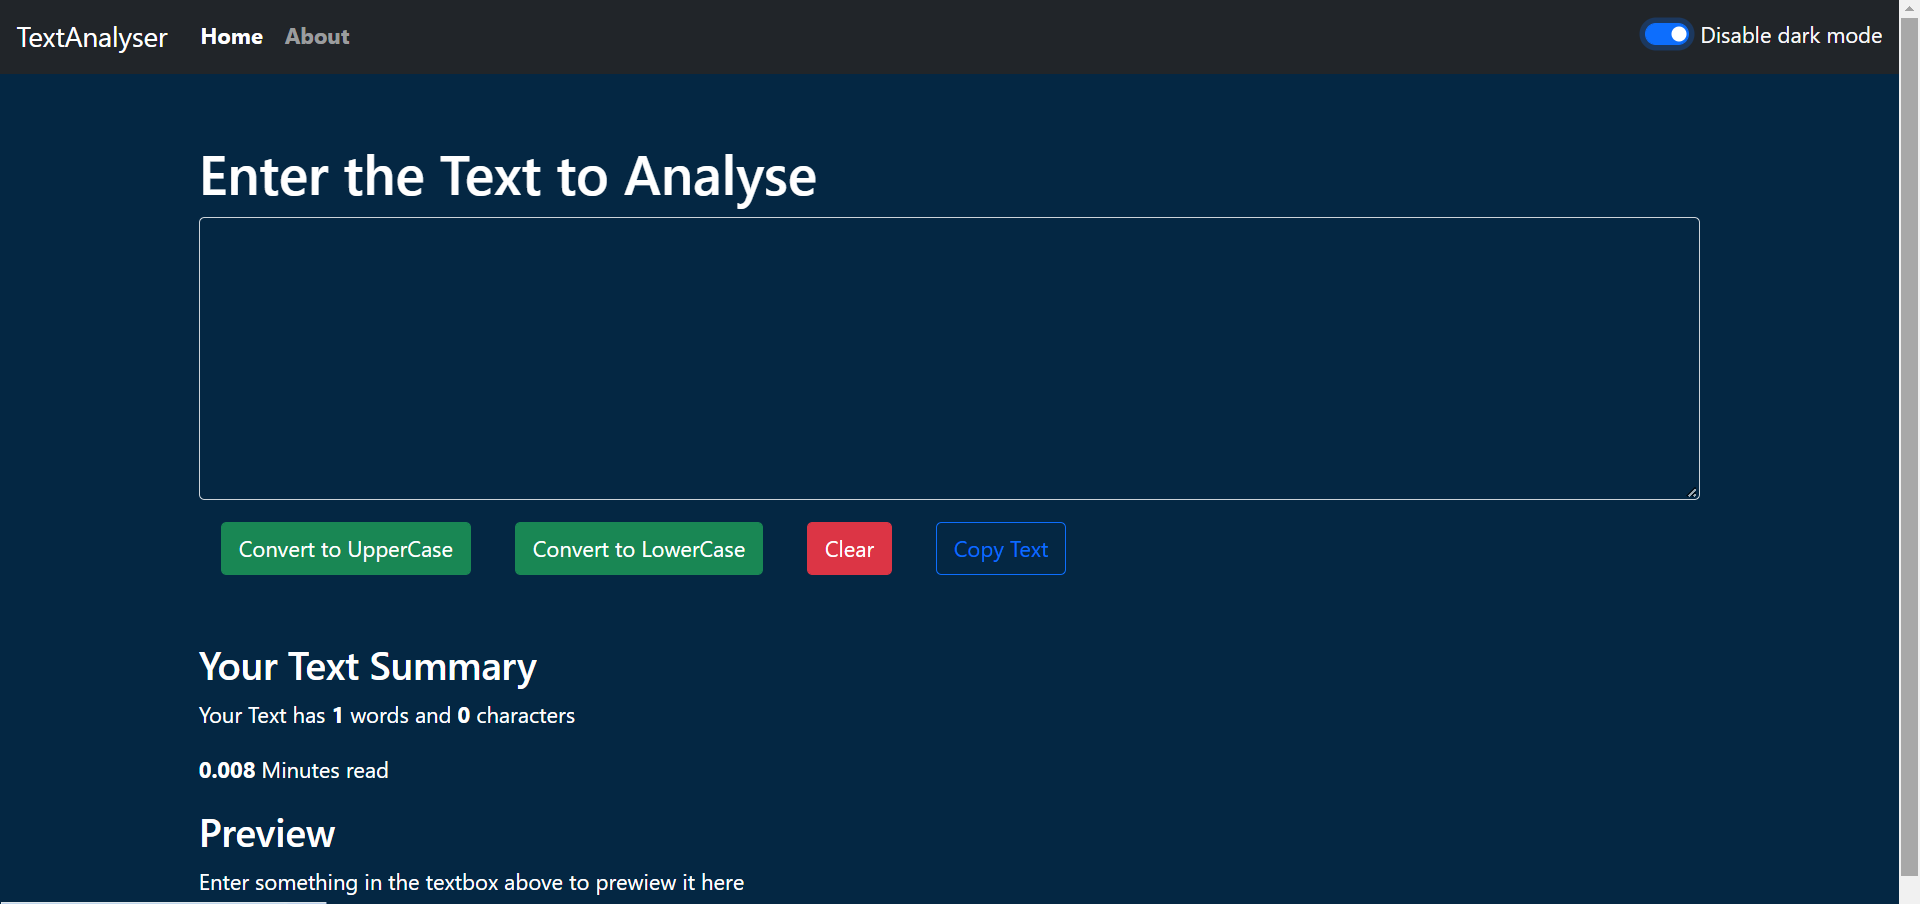 TextAnalyser Home About Disable dark mode
Enter the Text to Analyse
Convert to UpperCase Convert to LowerCase Clear Copy Text
Your Text Summary
Your Text has 1 words and 0 characters
0.008 Minutes read
Preview
Enter something in the textbox above to prewiew it here